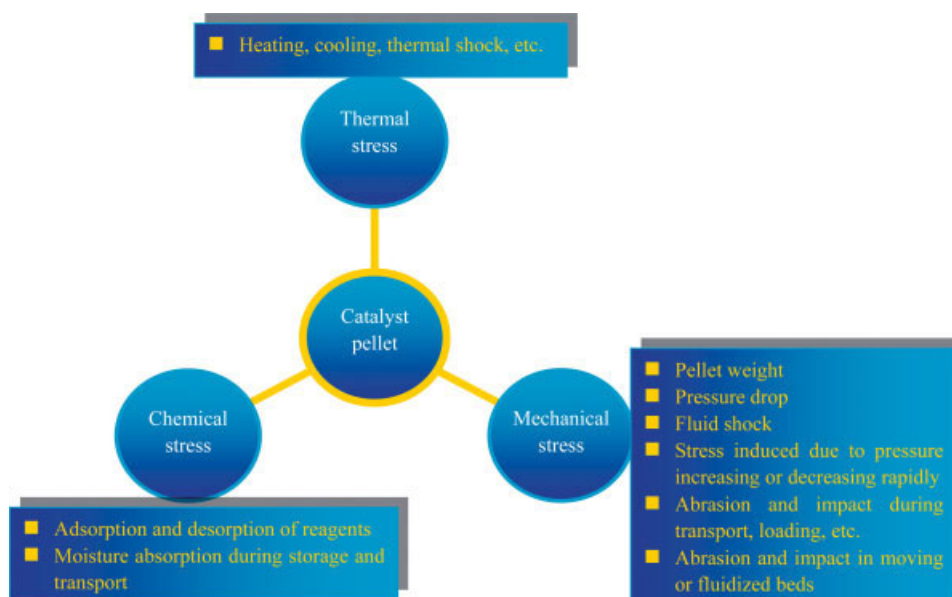 Heating, cooling, thermal shock, etc.
Thermal
stress
Catalyst
pellet
Chemical
stress
Mechanical
stress
Pellet weight
Pressure drop
Fluid shock
Stress induced due to pressure
increasing or decreasing rapidly
Abrasion and impact during
transport, loading, etc.
Abrasion and impact in moving
or fluidized beds
Adsorption and desorption of reagents
Moisture absorption during storage and
transport